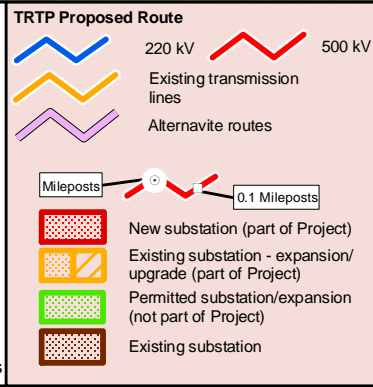 TRTP Proposed Route
220 kV
500 kV
Existing transmission
lines
Alternavite routes
Mileposts
0.1 Mileposts
New substation (part of Project)
Existing substation - expansion/
upgrade (part of Project)
Permitted substation/expansion
(not part of Project)
Existing substation
s